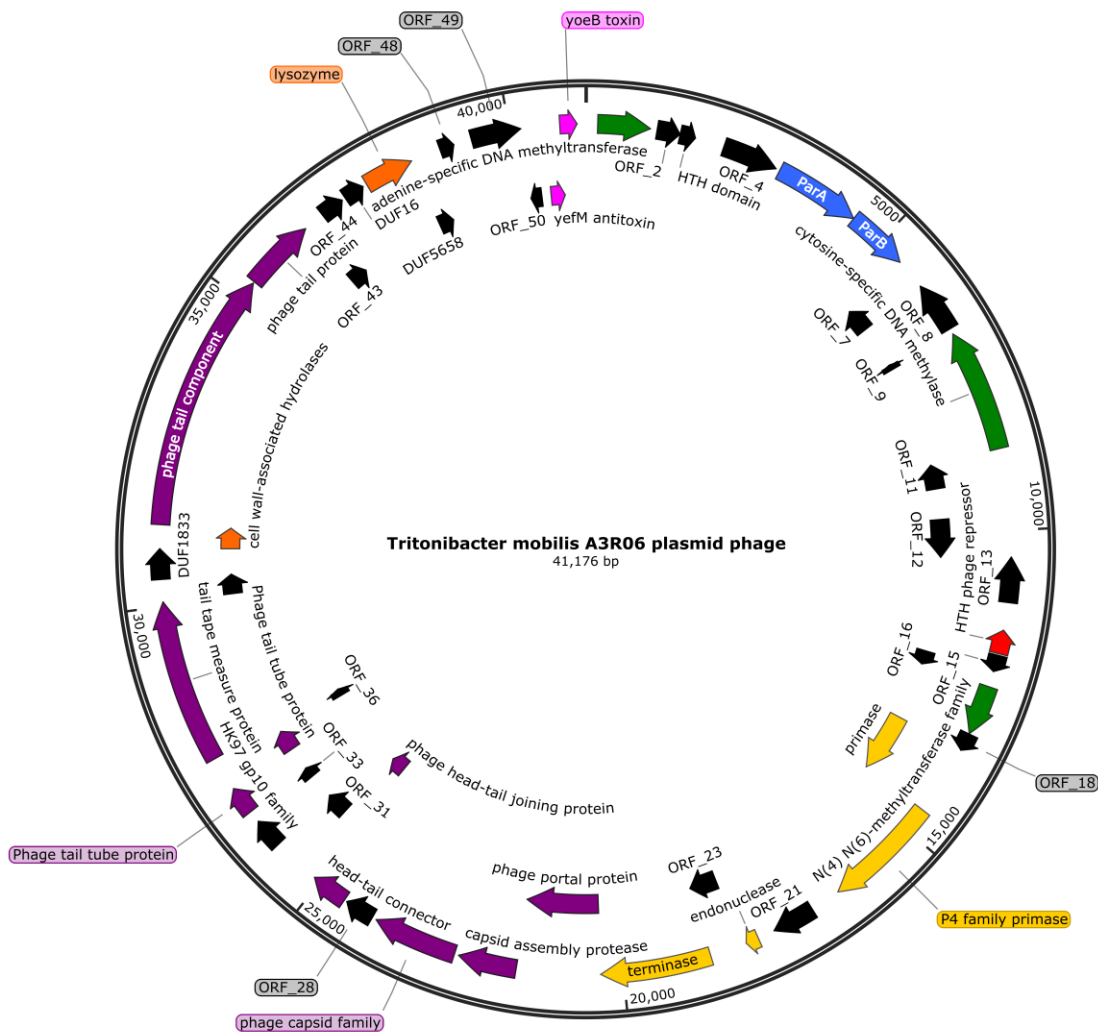 ORF_49
yoeB toxin
ORF_48
lysozyme
40,000
adenine-specific DNA methyltransferase
ORF_2
HTH domain
ORF_4
ParA
5000
ParB
cytosine-specific DNA methylase
ORF_8
ORF_7
ORF_9
DUF16
ORF_44
phage tail protein
ORF_43
DUF5658
ORF_50
yefM antitoxin
35,000
phage tail component
cell wall-associated hydrolases
ORF_11
10,000
ORF_12
HTH phage repressor
ORF_13
Tritonibacter mobilis A3R06 plasmid phage
41,176 bp
DUF1833
30,000
tail tape measure protein
Phage tail tube protein
ORF_36
ORF_16
ORF_15
primase
N(4) N(6)-methyltransferase family
ORF_18
15,000
HK97 gp10 family
ORF_33
ORF_31
phage head-tail joining protein
Phage tail tube protein
head-tail connector
25,000
phage portal protein
ORF_23
endonuclease
ORF_21
P4 family primase
capsid assembly protease
terminase
20,000
ORF_28
phage capsid family